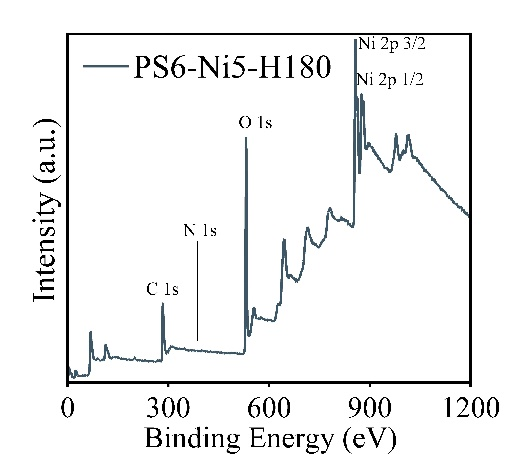 PS6-Ni5-H180
Ni 2p 3/2
Ni 2p 1/2
O 1s
N 1s
C 1s
Intensity (a.u.)
0 300 600 900 1200
Binding Energy (eV)